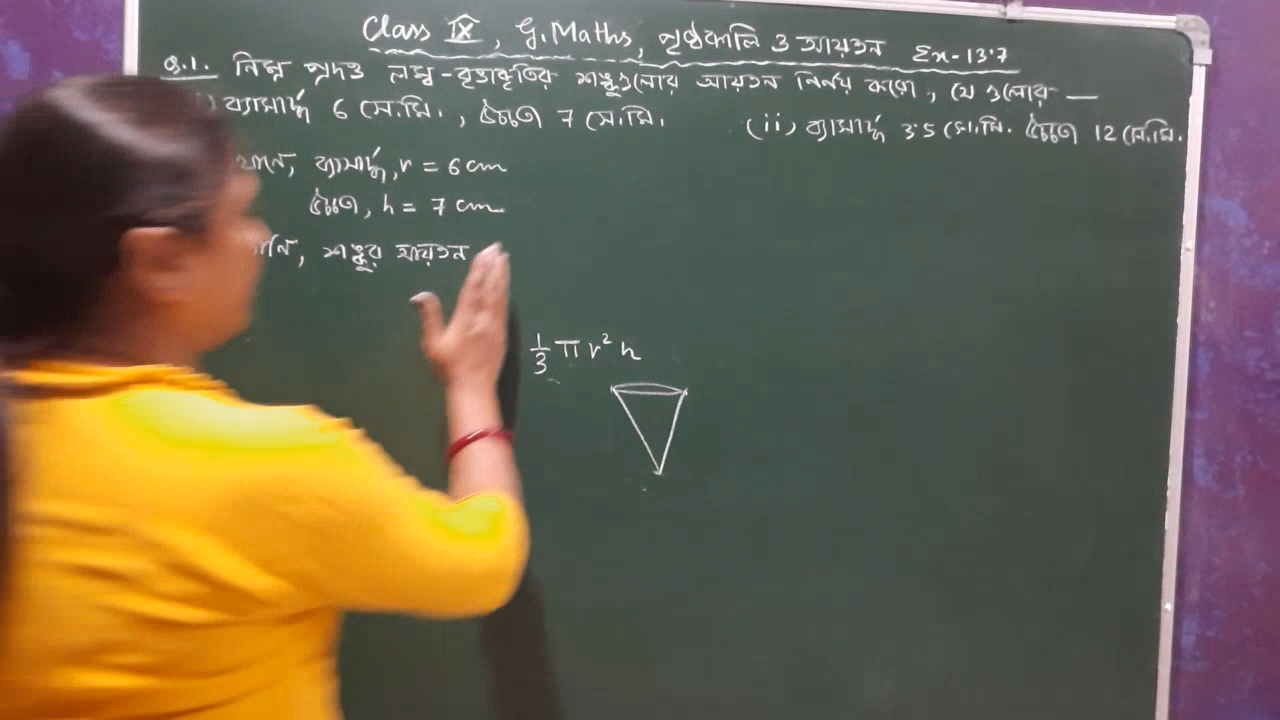 Class IX, G.Maths, পৃষ্ঠকালি ও আয়তন Ex-13.7
Q.1. নিম্ন প্রদত্ত লম্ব-বৃত্তাকৃতির শঙ্কুগুলোর আয়তন নির্ণয় করো, যে গুলোর —
ব্যাসার্দ্ধ 6 সে.মি., উচ্চতা 7 সে.মি. (ii) ব্যাসার্দ্ধ 3.5 সে.মি. উচ্চতা 12 সে.মি.
ব্যাসার্দ্ধ, r = 6 cm
উচ্চতা, h = 7 cm
শঙ্কুর আয়তন
1/3 π r² h